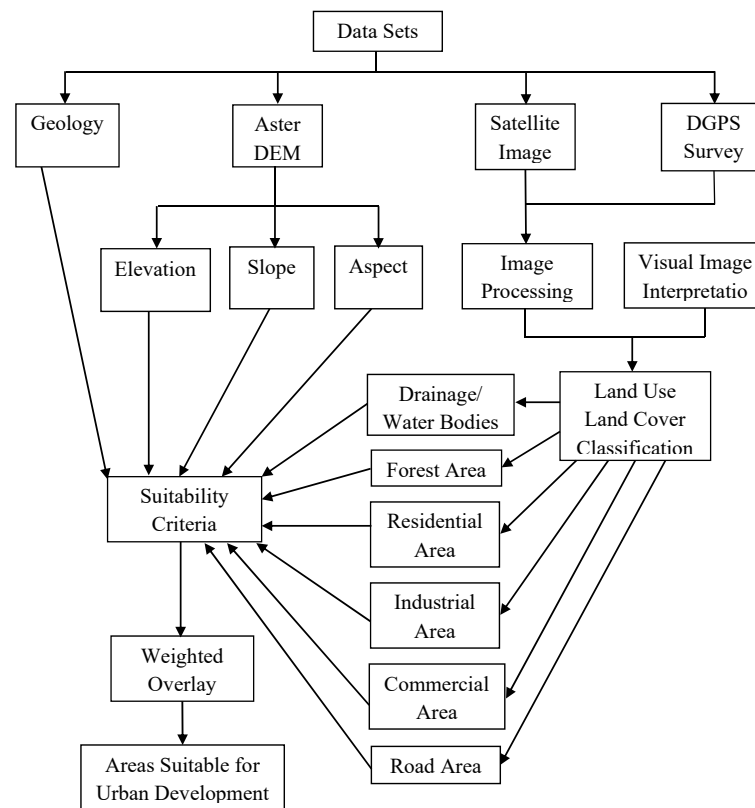 Data Sets
Geology
Aster
DEM
Satellite
Image
DGPS
Survey
Elevation
Slope
Aspect
Image
Processing
Visual Image
Interpretatio
Drainage/
Water Bodies
Land Use
Land Cover
Classification
Forest Area
Suitability
Criteria
Residential
Area
Industrial
Area
Weighted
Overlay
Commercial
Area
Road Area
Areas Suitable for
Urban Development